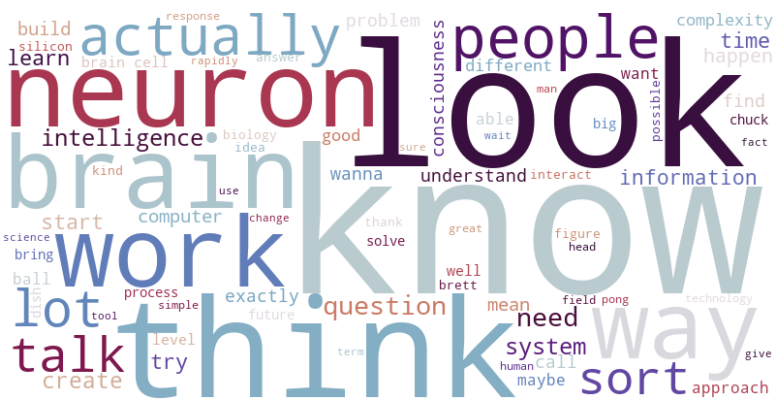 response
build
actually
people
problem
complexity
silicon
time
learn
brain cell
rapidly
answer
happen
neuron
look
consciousness
different
want
man
possible
find
able
big
chuck
intelligence
biology
good
wait
fact
idea
sure
brain
kind
wanna
understand
interact
information
use
know
start
computer
change
thank
great
figure
work
solve
head
science
bring
well
ball
brett
dish
process
exactly
lot
tool
simple
future
question
mean
field
pong
technology
need
way
think
talk
level
system
term
human
call
give
try
create
maybe
sort
approach